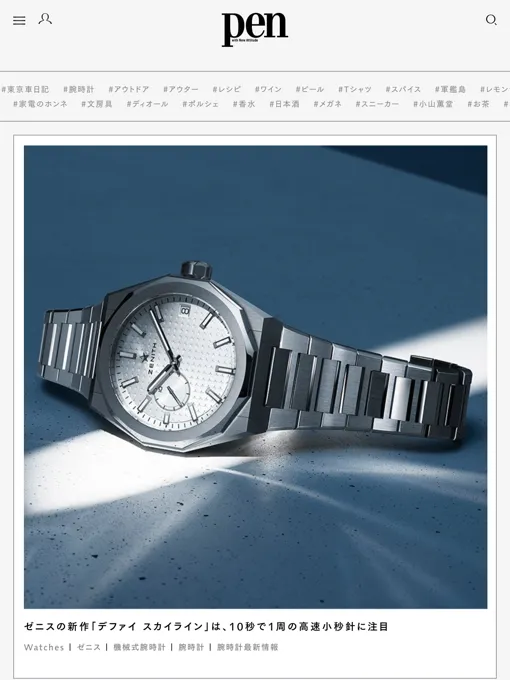 pen
with New Attitude
#東京車日記 #腕時計 #アウトドア #アウター #レシピ #ワイン #ビール #Tシャツ #スパイス #軍艦島 #レモン
#家電のホンネ #文房具 #ディオール #ポルシェ #香水 #日本酒 #メガネ #スニーカー #小山薫堂 #お茶 #
8
ZENITH
ゼニスの新作「デファイ スカイライン」は、10秒で1周の高速小秒針に注目
Watches | ゼニス | 機械式腕時計 | 腕時計 | 腕時計最新情報